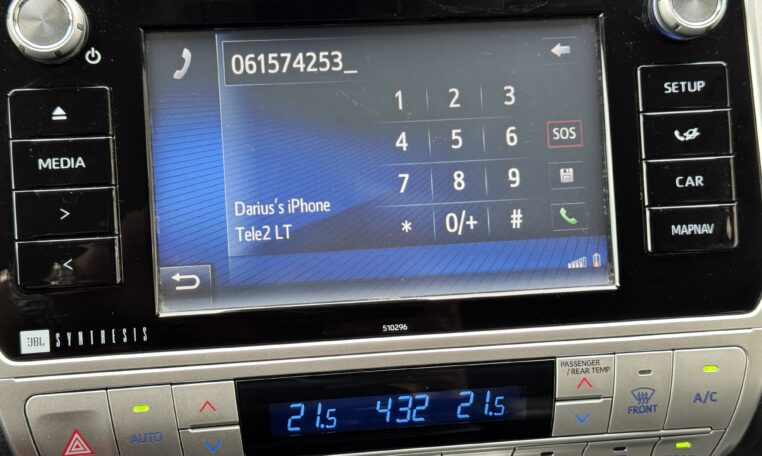 061574253_
1 2 3
4 5 6 SOS
7 8 9
* 0/+ #
Darius's iPhone
Tele2 LT
MEDIA
>
<
SETUP
CAR
MAPNAV
JBL SYNTHESIS
510296
PASSENGER
/ REAR TEMP
21.5 432 21.5
AUTO
FRONT
A/C